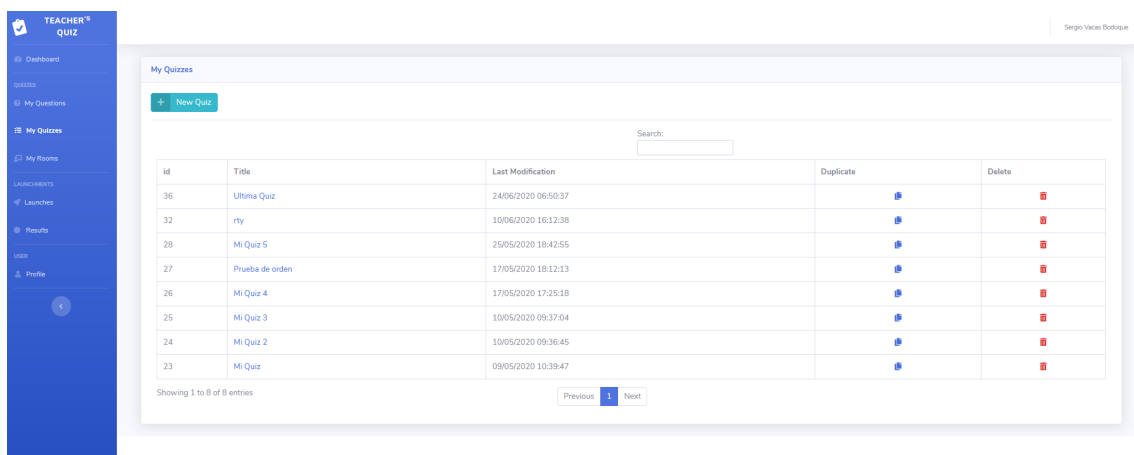 TEACHER'S
QUIZ
Sergio Vacas Bodoque
Dashboard
QUIZZES
My Questions
My Quizzes
My Rooms
LAUNCHMENTS
Launches
Results
USER
Profile
My Quizzes
+ New Quiz
Search:
id Title Last Modification Duplicate Delete
36 Ultima Quiz 24/06/2020 06:50:37
32 rty 10/06/2020 16:12:38
28 Mi Quiz 5 25/05/2020 18:42:55
27 Prueba de orden 17/05/2020 18:12:13
26 Mi Quiz 4 17/05/2020 17:25:18
25 Mi Quiz 3 10/05/2020 09:37:04
24 Mi Quiz 2 10/05/2020 09:36:45
23 Mi Quiz 09/05/2020 10:39:47
Showing 1 to 8 of 8 entries
Previous 1 Next